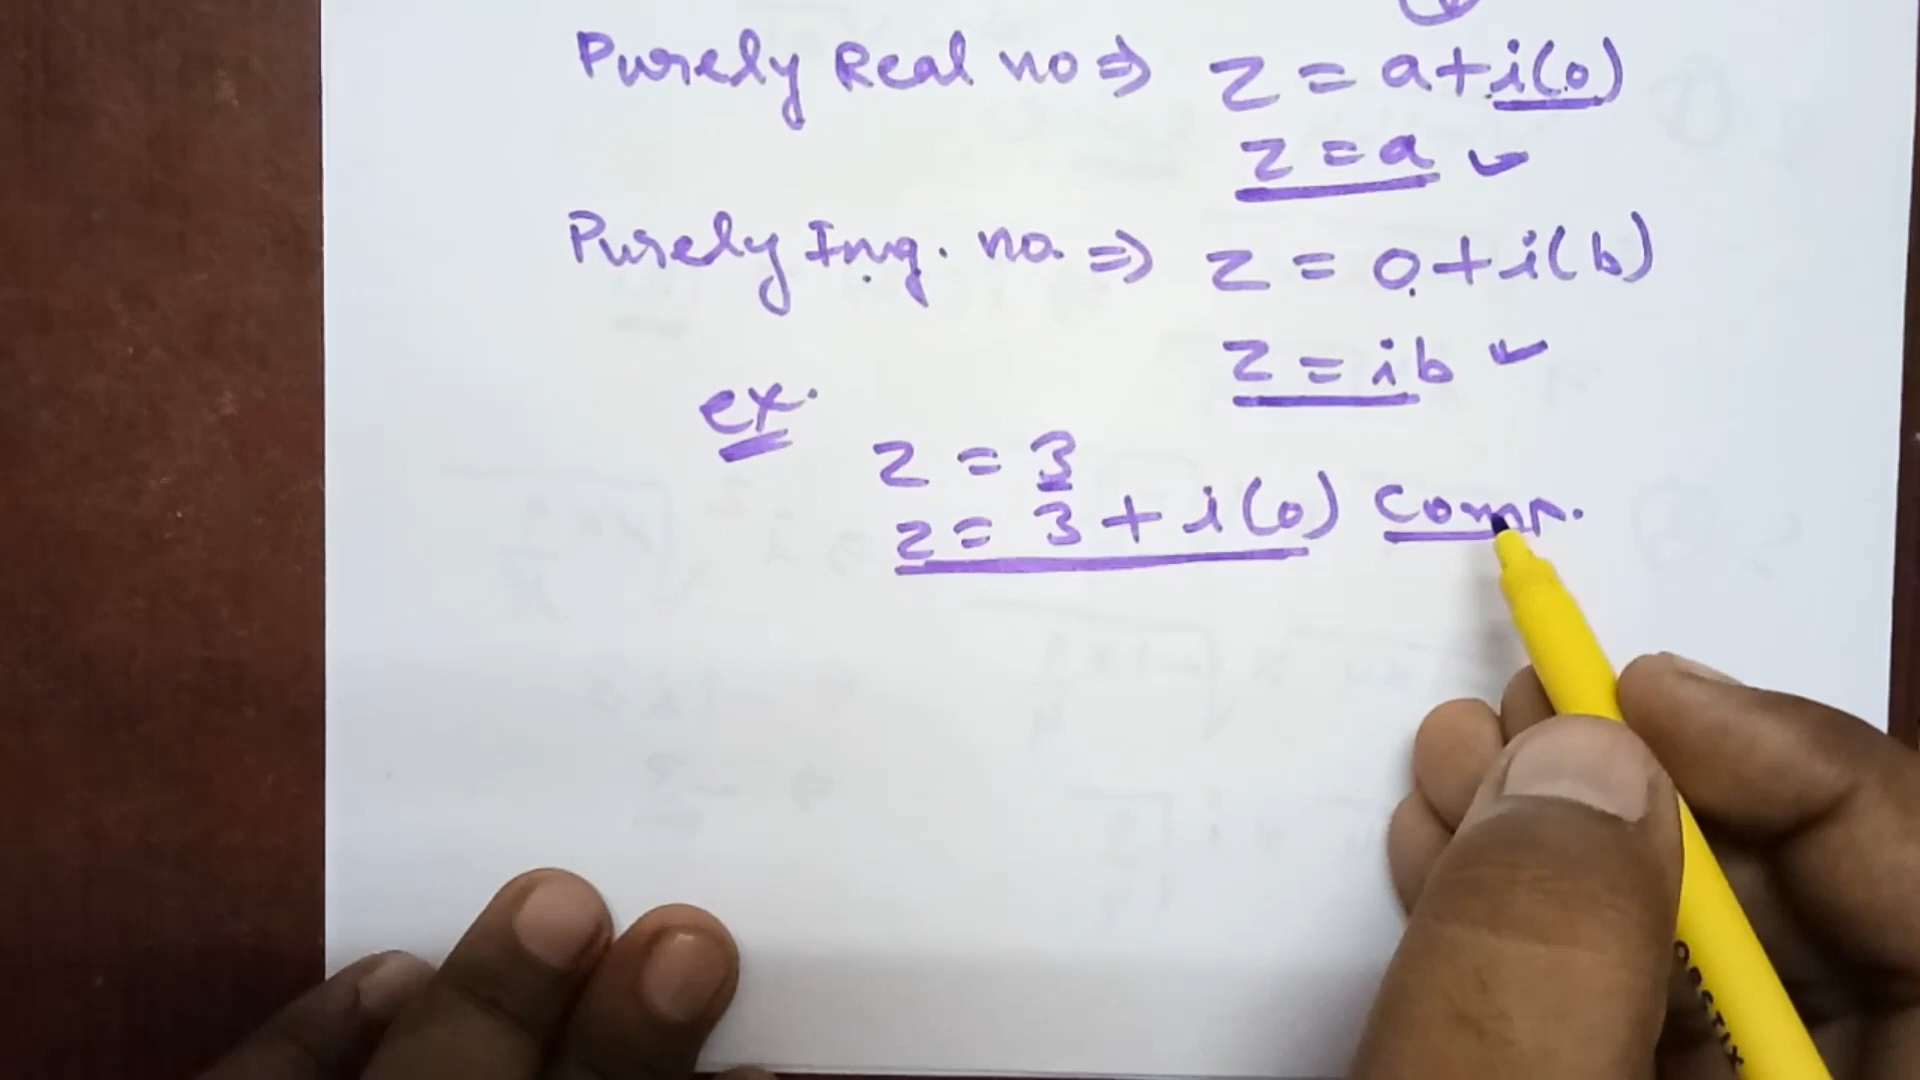 Purely Real no ⇒ z = a+i(0)
z = a ✓
Purely Img. no. ⇒ z = 0+i(b)
z = ib ✓
ex.
z = 3
z = 3 + i(0) Comp.